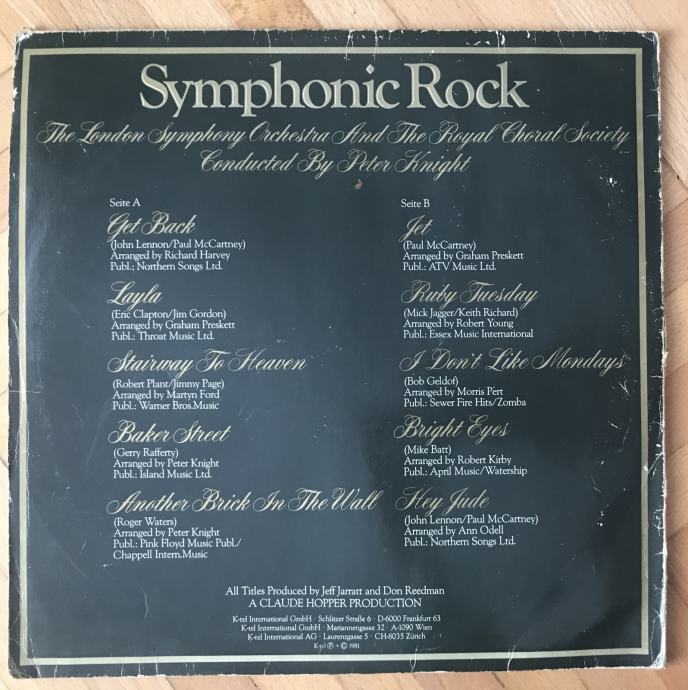 Symphonic Rock
The London Symphony Orchestra And The Royal Choral Society
Conducted By Peter Knight
Seite A
Get Back
(John Lennon/Paul McCartney)
Arranged by Richard Harvey
Publ.: Northern Songs Ltd.
Layla
(Eric Clapton/Jim Gordon)
Arranged by Graham Preskett
Publ.: Throat Music Ltd.
Stairway To Heaven
(Robert Plant/Jimmy Page)
Arranged by Martyn Ford
Publ.: Warner Bros.Music
Baker Street
(Gerry Rafferty)
Arranged by Peter Knight
Publ.: Island Music Ltd.
Another Brick In The Wall
(Roger Waters)
Arranged by Peter Knight
Publ.: Pink Floyd Music Publ./
Chappell Intern.Music
Seite B
Jet
(Paul McCartney)
Arranged by Graham Preskett
Publ.: ATV Music Ltd.
Ruby Tuesday
(Mick Jagger/Keith Richard)
Arranged by Robert Young
Publ.: Essex Music International
I Don't Like Mondays
(Bob Geldof)
Arranged by Morris Pert
Publ.: Sewer Fire Hits/Zomba
Bright Eyes
(Mike Batt)
Arranged by Robert Kirby
Publ.: April Music/Watership
Hey Jude
(John Lennon/Paul McCartney)
Arranged by Ann Odell
Publ.: Northern Songs Ltd.
All Titles Produced by Jeff Jarratt and Don Reedman
A CLAUDE HOPPER PRODUCTION
K-tel International GmbH · Schlitzer Straße 6 · D-6000 Frankfurt 63
K-tel International GmbH · Mariannengasse 32 · A-1090 Wien
K-tel International AG · Laurenzgasse 5 · CH-8035 Zürich
K-tel ℗ + © 1981